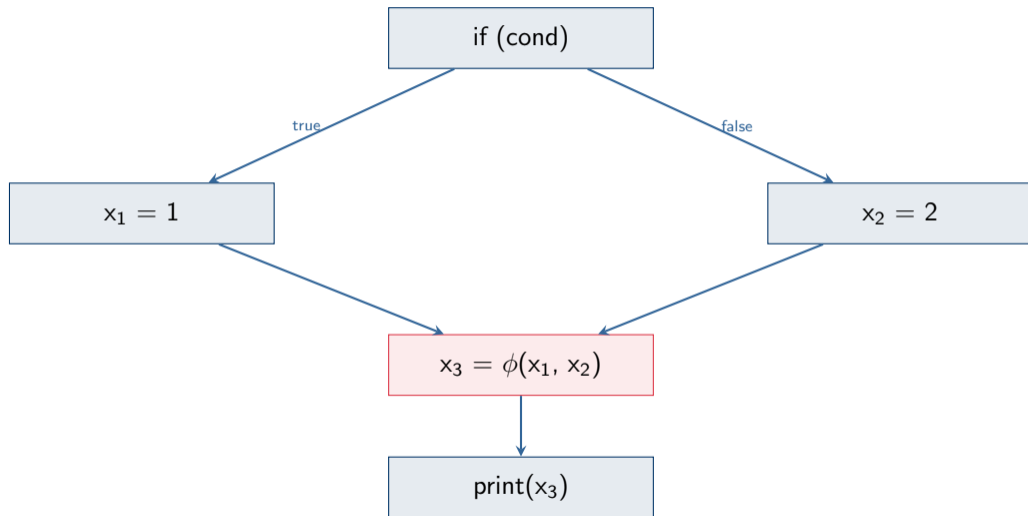 if (cond)
true
false
x₁ = 1
x₂ = 2
x₃ = ϕ(x₁, x₂)
print(x₃)